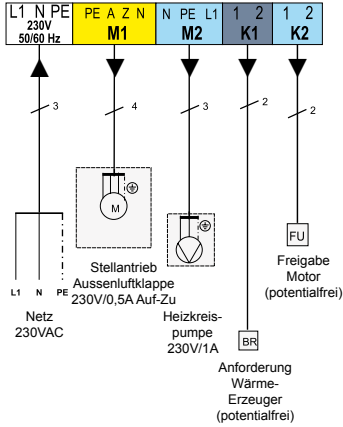 L1 N PE
230V
50/60 Hz
PE A Z N
M1
N PE L1
M2
1 2
K1
1 2
K2
3
4
3
2
2
M
FU
L1 N PE
Netz
230VAC
Stellantrieb
Aussenluftklappe
230V/0,5A Auf-Zu
Heizkreis-
pumpe
230V/1A
Freigabe
Motor
(potentialfrei)
BR
Anforderung
Wärme-
Erzeuger
(potentialfrei)